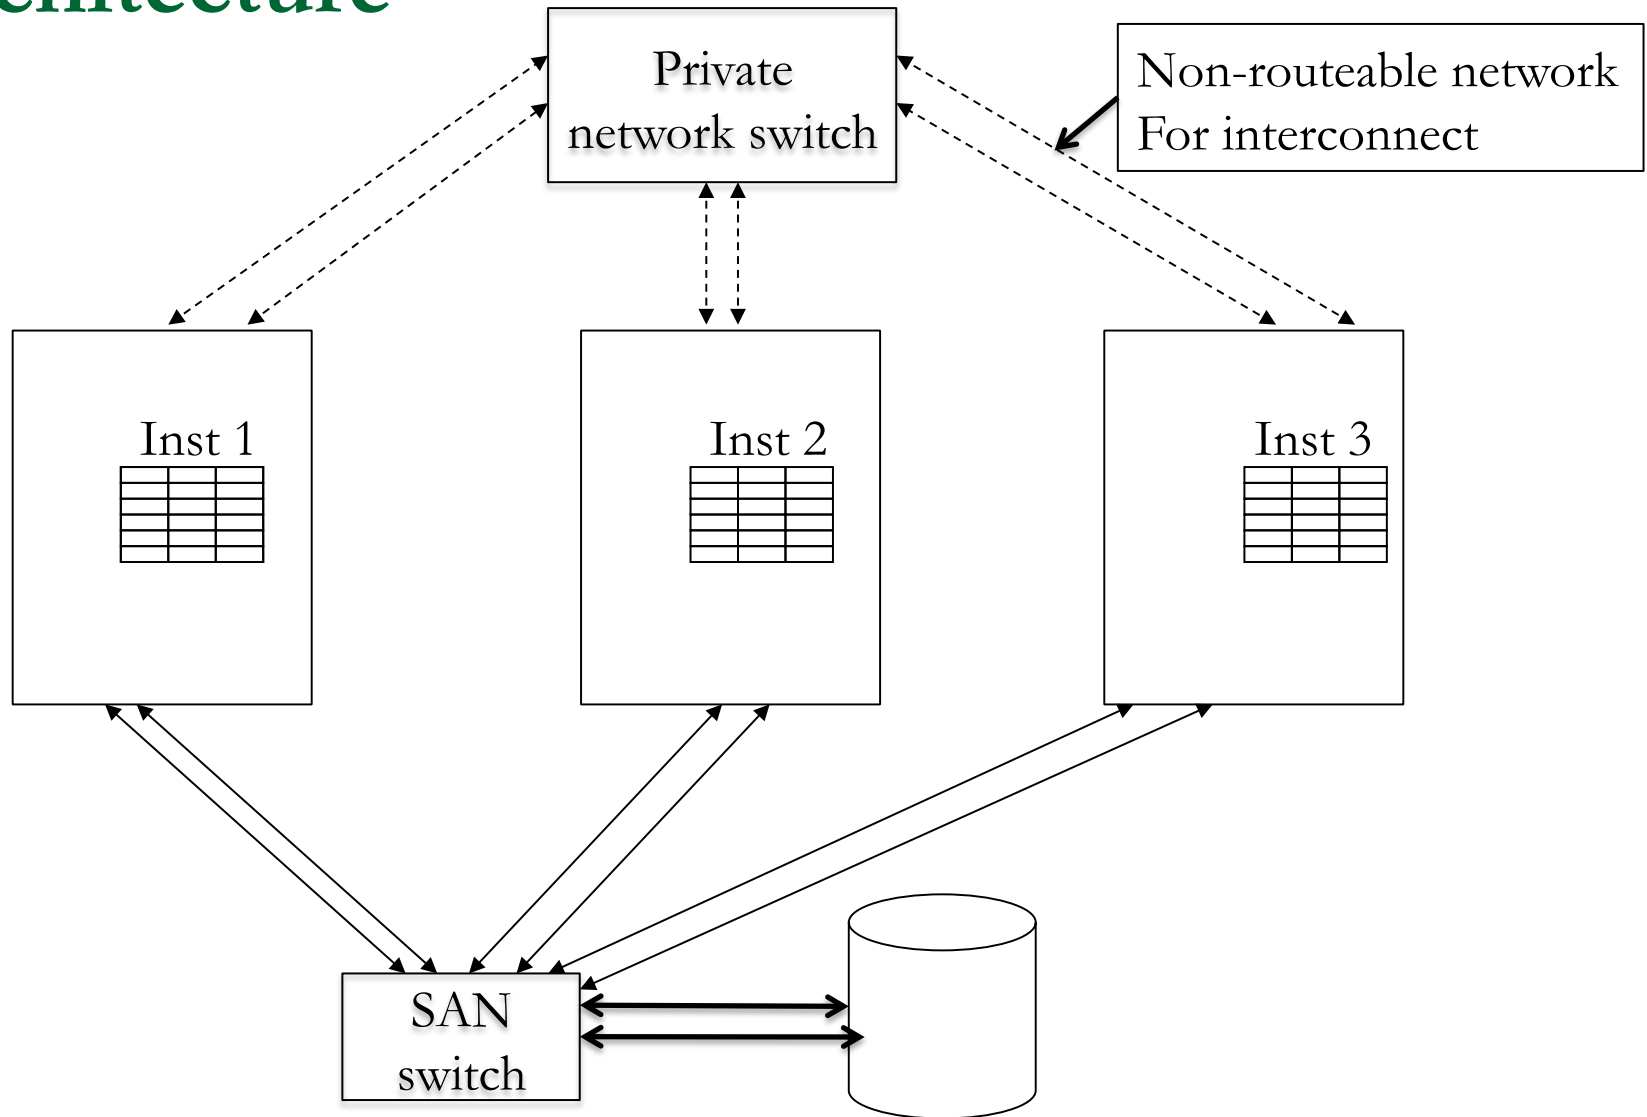 Private
network switch
Non-routeable network
For interconnect
Inst 1
Inst 2
Inst 3
SAN
switch